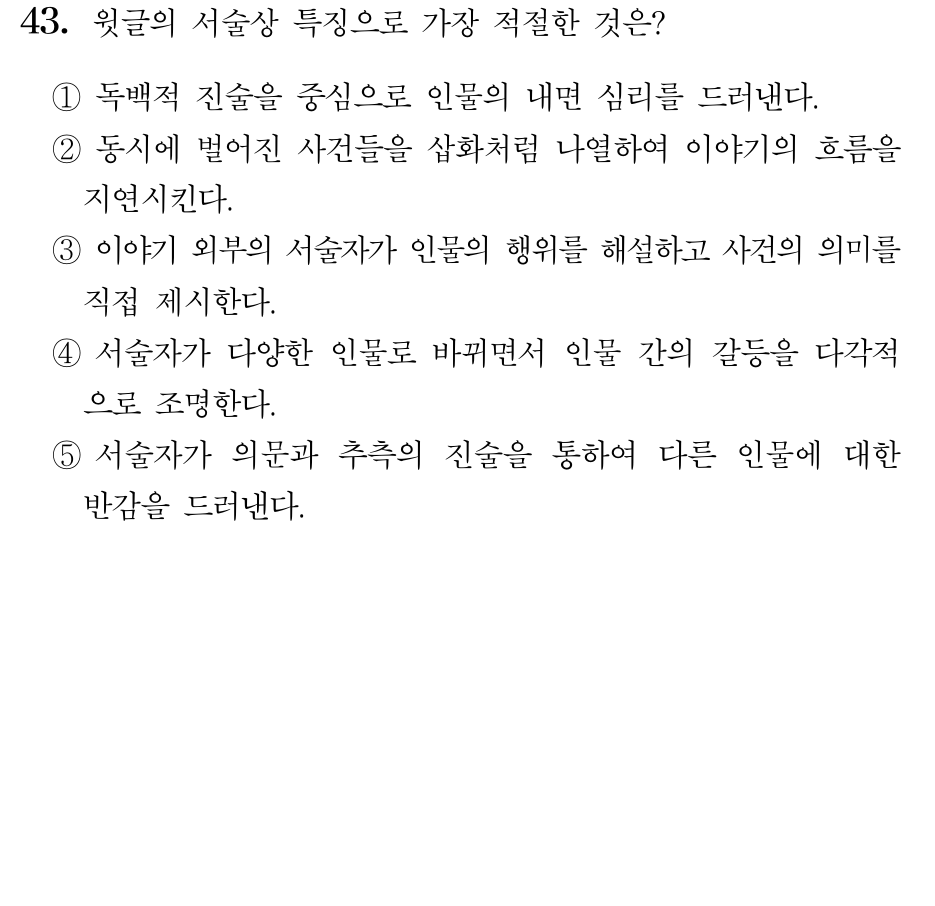 43. 윗글의 서술상 특징으로 가장 적절한 것은?
① 독백적 진술을 중심으로 인물의 내면 심리를 드러낸다.
② 동시에 벌어진 사건들을 삽화처럼 나열하여 이야기의 흐름을
지연시킨다.
③ 이야기 외부의 서술자가 인물의 행위를 해설하고 사건의 의미를
직접 제시한다.
④ 서술자가 다양한 인물로 바뀌면서 인물 간의 갈등을 다각적
으로 조명한다.
⑤ 서술자가 의문과 추측의 진술을 통하여 다른 인물에 대한
반감을 드러낸다.